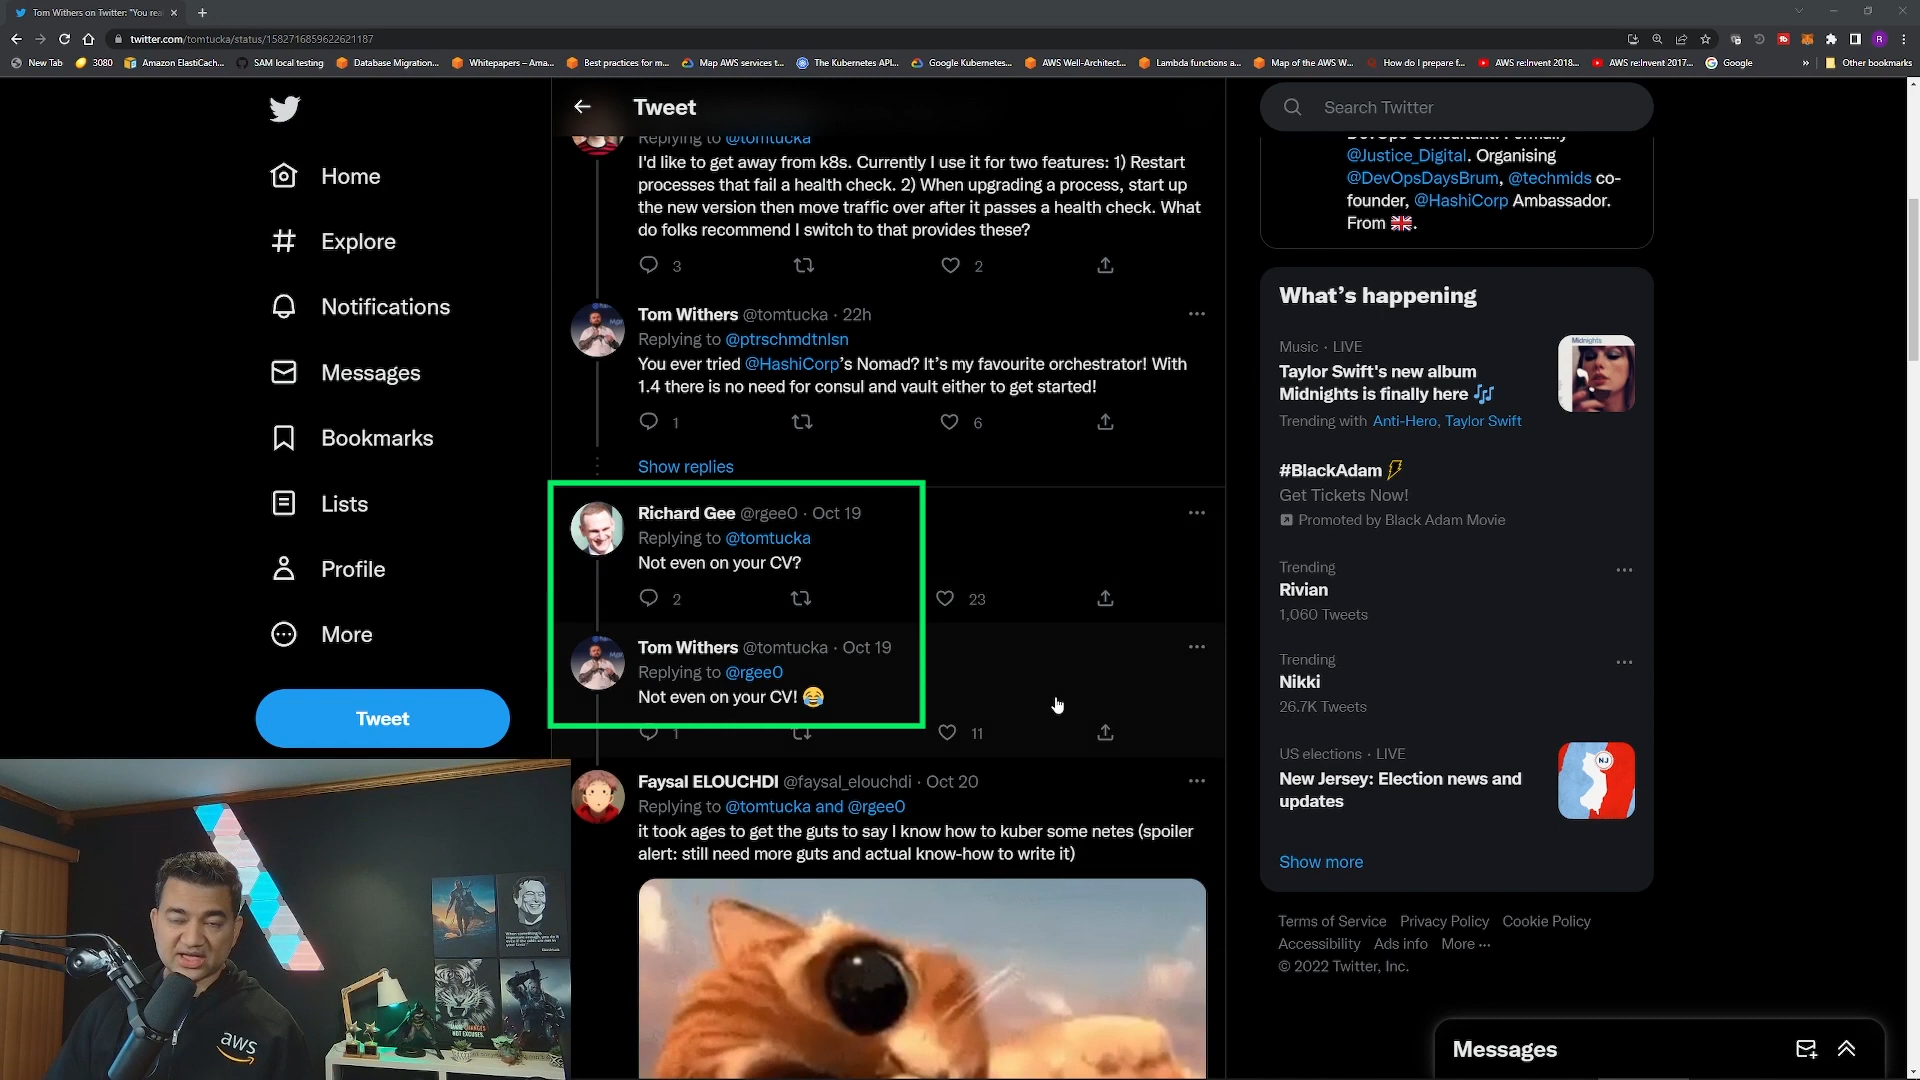 Tom Withers on Twitter: "You rea
twitter.com/tomtucka/status/1582716859622621187
New Tab
3080
Amazon ElastiCach...
SAM local testing
Database Migration...
Whitepapers – Ama...
Best practices for m...
Map AWS services t...
The Kubernetes API...
Google Kubernetes...
AWS Well-Architect...
Lambda functions a...
Map of the AWS W...
How do I prepare f...
AWS re:Invent 2018...
AWS re:Invent 2017...
Google
Other bookmarks
Home
Explore
Notifications
Messages
Bookmarks
Lists
Profile
More
Tweet
Tweet
Replying to @tomtucka
I'd like to get away from k8s. Currently I use it for two features: 1) Restart
processes that fail a health check. 2) When upgrading a process, start up
the new version then move traffic over after it passes a health check. What
do folks recommend I switch to that provides these?
3
2
Tom Withers @tomtucka · 22h
Replying to @ptrschmdtnlsn
You ever tried @HashiCorp's Nomad? It's my favourite orchestrator! With
1.4 there is no need for consul and vault either to get started!
1
6
Show replies
Richard Gee @rgee0 · Oct 19
Replying to @tomtucka
Not even on your CV?
2
23
Tom Withers @tomtucka · Oct 19
Replying to @rgee0
Not even on your CV! 😂
1
11
Faysal ELOUCHDI @faysal_elouchdi · Oct 20
Replying to @tomtucka and @rgee0
it took ages to get the guts to say I know how to kuber some netes (spoiler
alert: still need more guts and actual know-how to write it)
Search Twitter
DevOps Consultant. Formally
@Justice_Digital. Organising
@DevOpsDaysBrum, @techmids co-
founder, @HashiCorp Ambassador.
From 🇬🇧.
What's happening
Music · LIVE
Taylor Swift's new album
Midnights is finally here
Trending with Anti-Hero, Taylor Swift
Midnights
#BlackAdam
Get Tickets Now!
Promoted by Black Adam Movie
Trending
Rivian
1,060 Tweets
Trending
Nikki
26.7K Tweets
US elections · LIVE
New Jersey: Election news and
updates
NJ
Show more
Terms of Service Privacy Policy Cookie Policy
Accessibility Ads info More ···
© 2022 Twitter, Inc.
Messages
aws